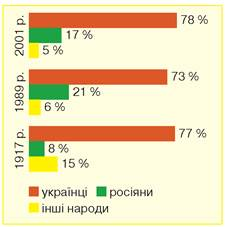 2001 р.
78 %
17 %
5 %
1989 р.
73 %
21 %
6 %
1917 р.
77 %
8 %
15 %
українці росіяни
інші народи